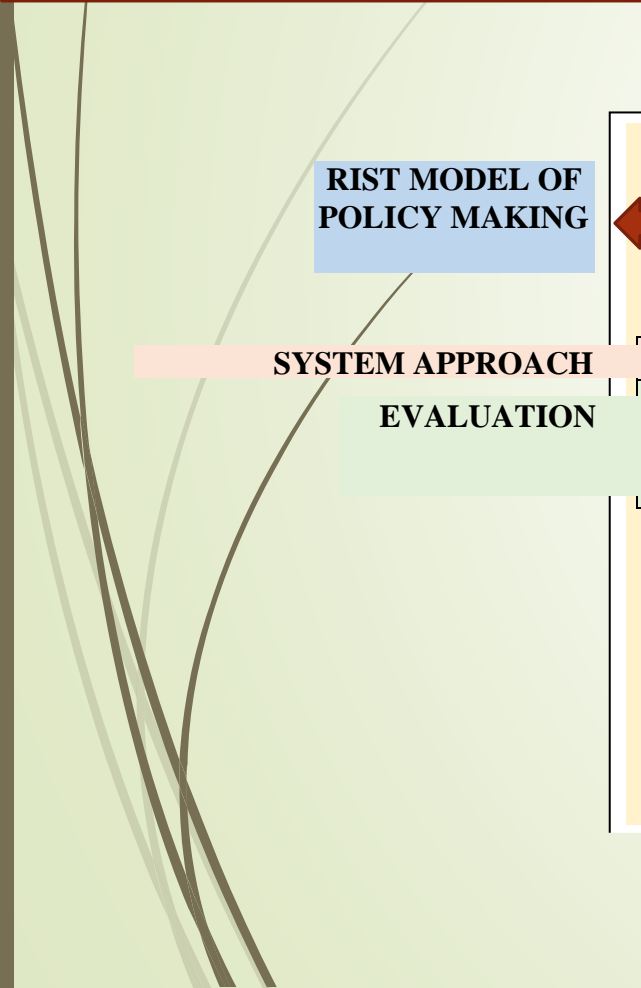 RIST MODEL OF
POLICY MAKING
SYSTEM APPROACH
EVALUATION